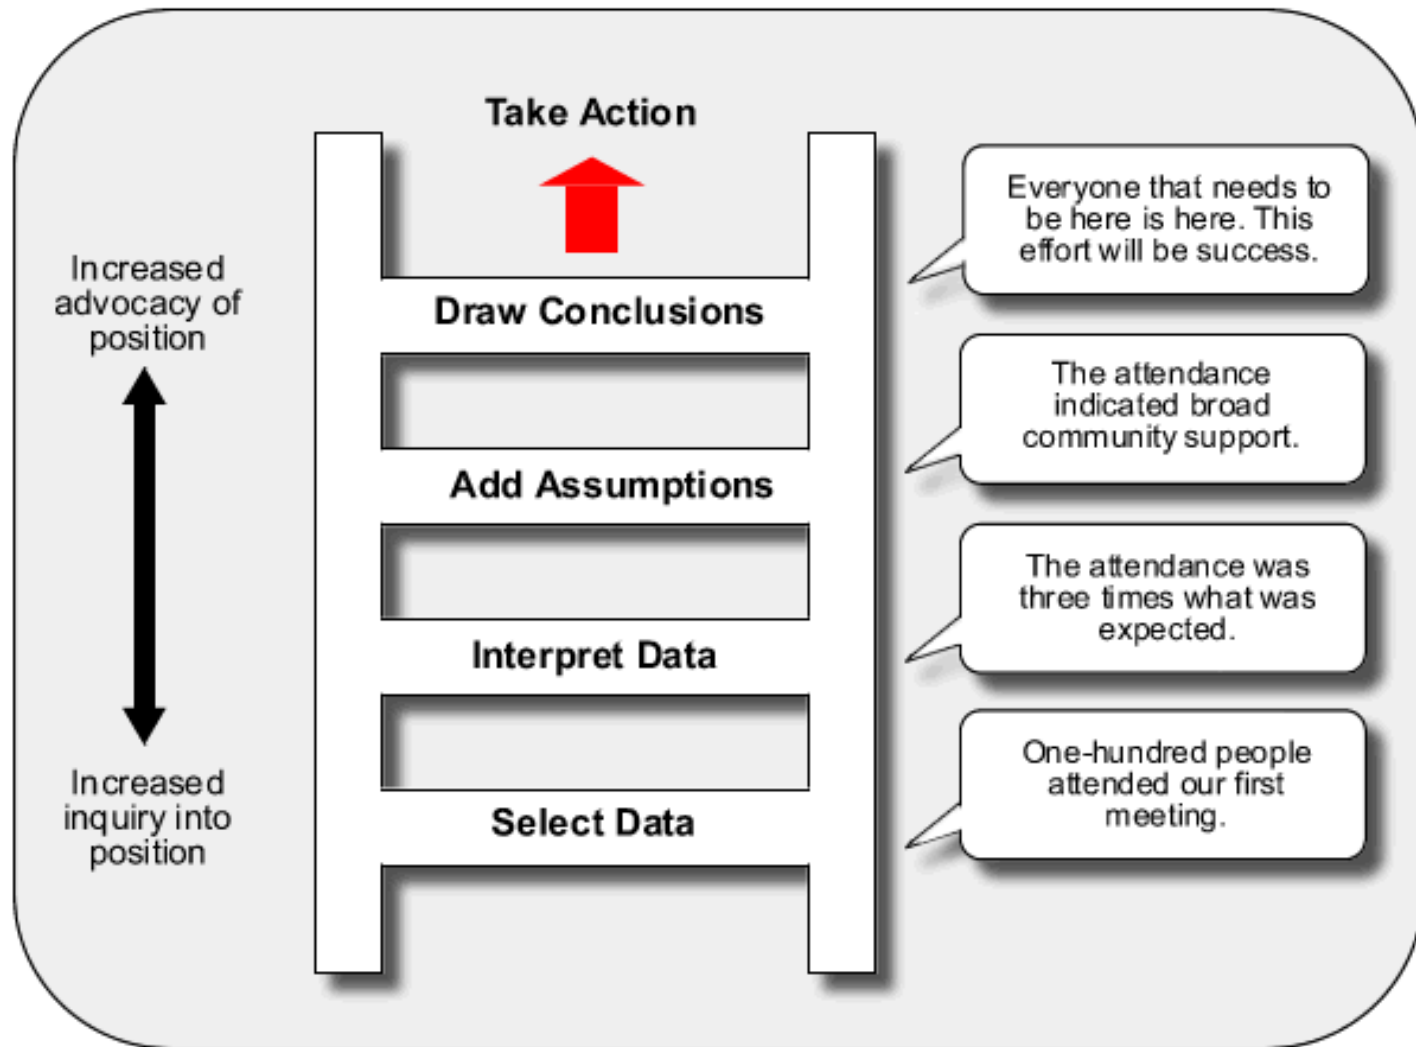 Take Action
Everyone that needs to
be here is here. This
effort will be success.
Increased
advocacy of
position
Draw Conclusions
The attendance
indicated broad
community support.
Add Assumptions
The attendance was
three times what was
expected.
Interpret Data
One-hundred people
attended our first
meeting.
Increased
inquiry into
position
Select Data